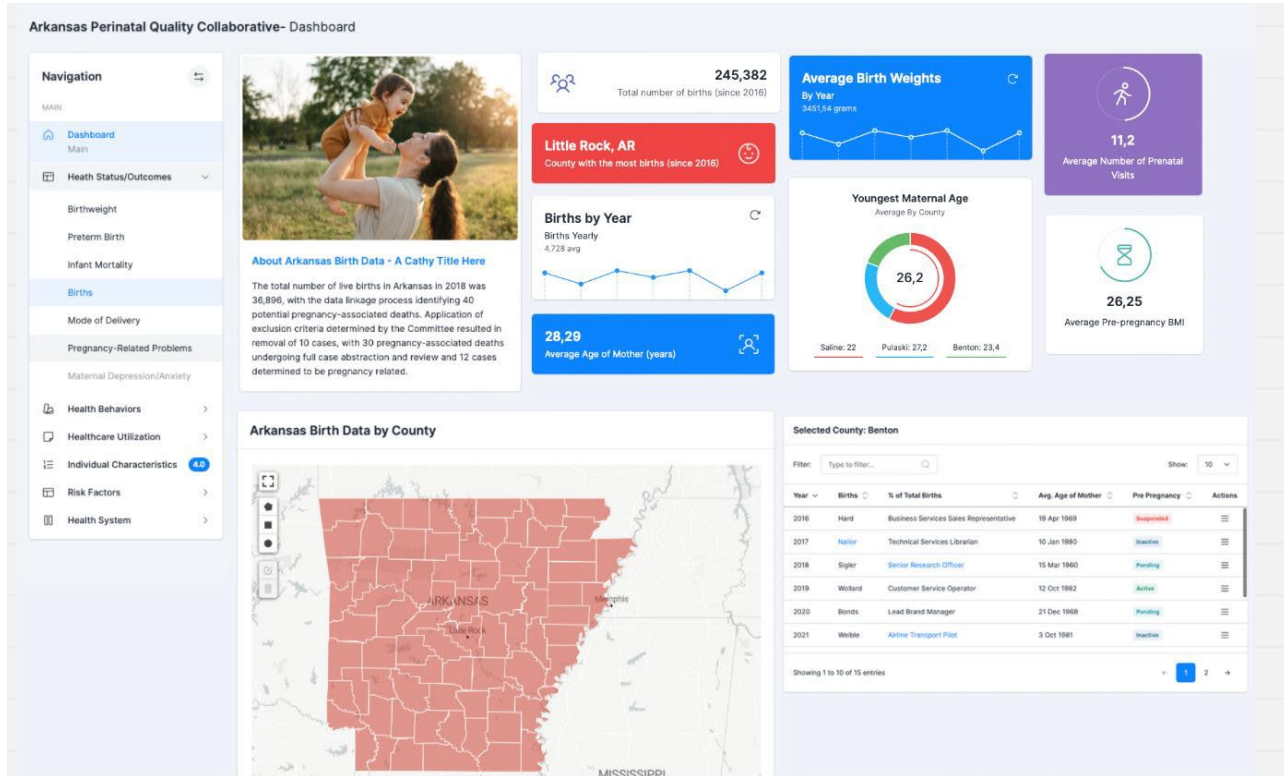 Arkansas Perinatal Quality Collaborative- Dashboard
Navigation
MAIN
Dashboard
Main
Heath Status/Outcomes
Birthweight
Preterm Birth
Infant Mortality
Births
Mode of Delivery
Pregnancy-Related Problems
Maternal Depression/Anxiety
Health Behaviors
Healthcare Utilization
Individual Characteristics 4.0
Risk Factors
Health System
About Arkansas Birth Data - A Cathy Title Here
The total number of live births in Arkansas in 2018 was
36,896, with the data linkage process identifying 40
potential pregnancy-associated deaths. Application of
exclusion criteria determined by the Committee resulted in
removal of 10 cases, with 30 pregnancy-associated deaths
undergoing full case abstraction and review and 12 cases
determined to be pregnancy related.
245,382
Total number of births (since 2016)
Little Rock, AR
County with the most births (since 2016)
Births by Year
Births Yearly
4,728 avg
28,29
Average Age of Mother (years)
Average Birth Weights
By Year
3451,54 grams
Youngest Maternal Age
Average By County
26,2
Saline: 22 Pulaski: 27,2 Benton: 23,4
11,2
Average Number of Prenatal
Visits
26,25
Average Pre-pregnancy BMI
Arkansas Birth Data by County
ARKANSAS
Little Rock
Memphis
MISSISSIPPI
Selected County: Benton
Filter: Type to filter... Show: 10
Year Births % of Total Births Avg. Age of Mother Pre Pregnancy Actions
2016 Hard Business Services Sales Representative 19 Apr 1969 Suspended
2017 Nailor Technical Services Librarian 10 Jan 1980 Inactive
2018 Sigler Senior Research Officer 15 Mar 1960 Pending
2019 Wollard Customer Service Operator 12 Oct 1982 Active
2020 Bonds Lead Brand Manager 21 Dec 1968 Pending
2021 Weible Airline Transport Pilot 3 Oct 1981 Inactive
Showing 1 to 10 of 15 entries
← 1 2 →